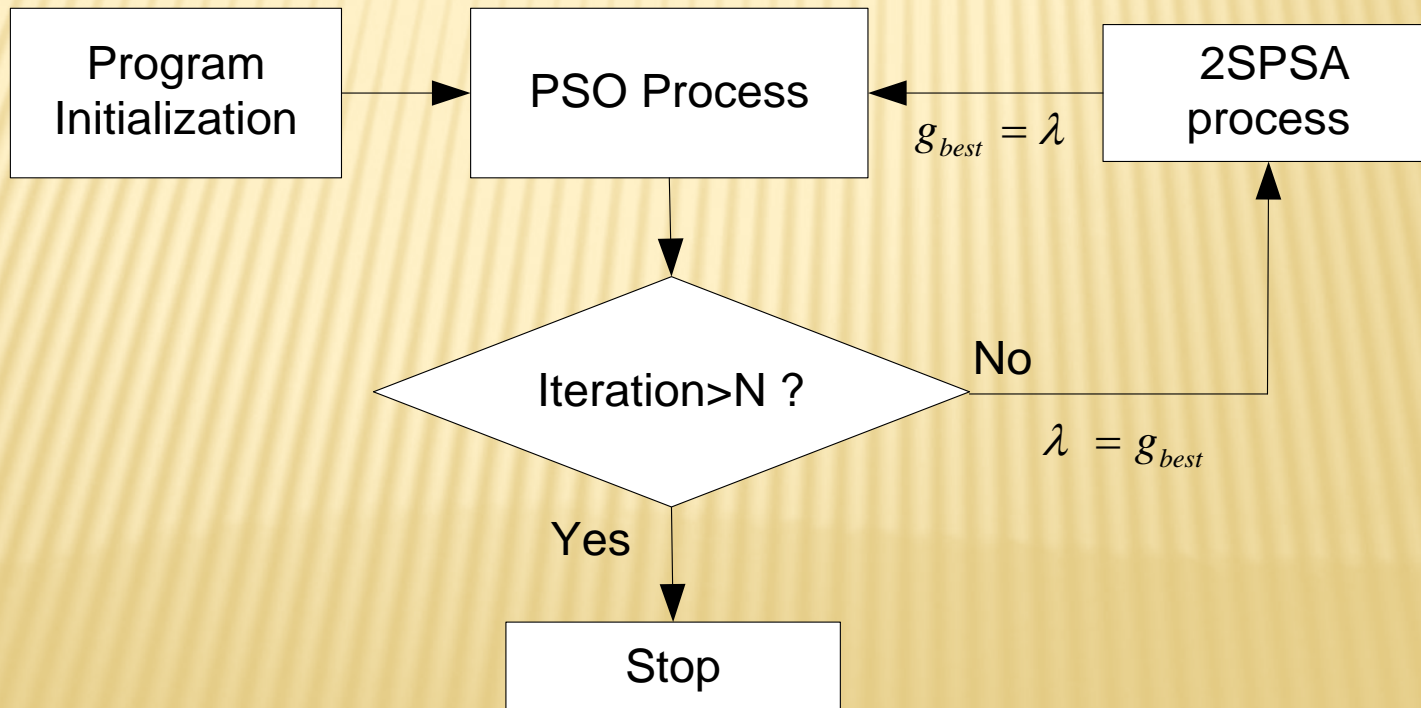 Program
Initialization
PSO Process
2SPSA
process
g_best = λ
Iteration>N ?
No
λ = g_best
Yes
Stop